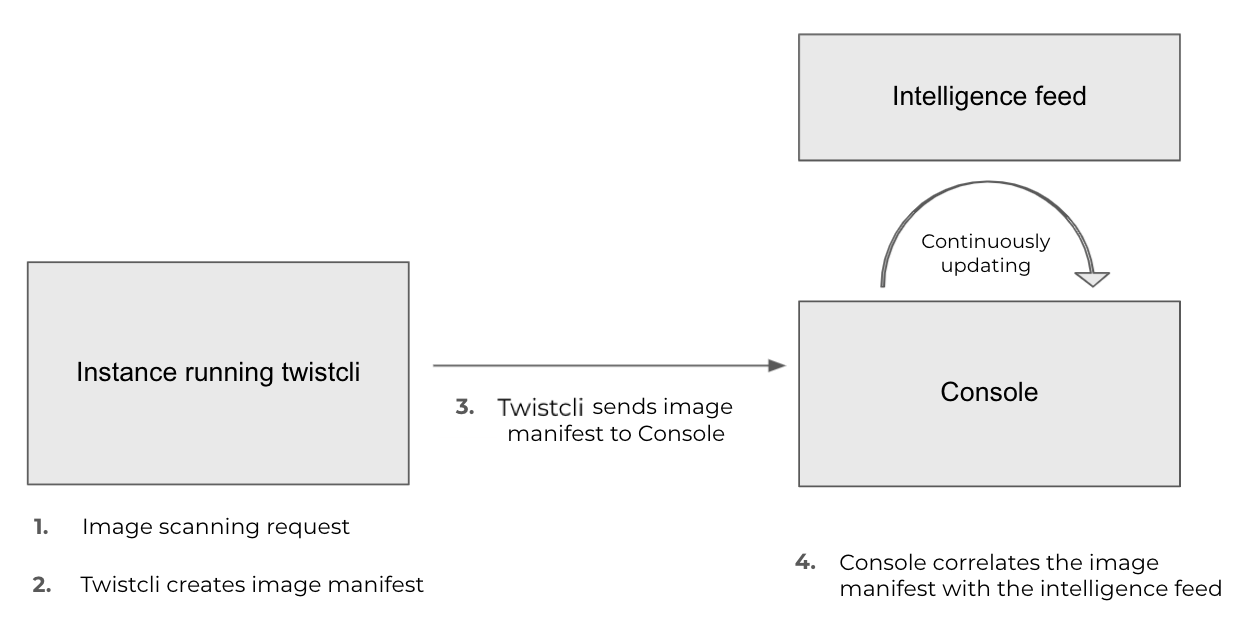 Intelligence feed
Continuously
updating
Instance running twistcli
Console
3. Twistcli sends image
manifest to Console
1. Image scanning request
2. Twistcli creates image manifest
4. Console correlates the image
manifest with the intelligence feed